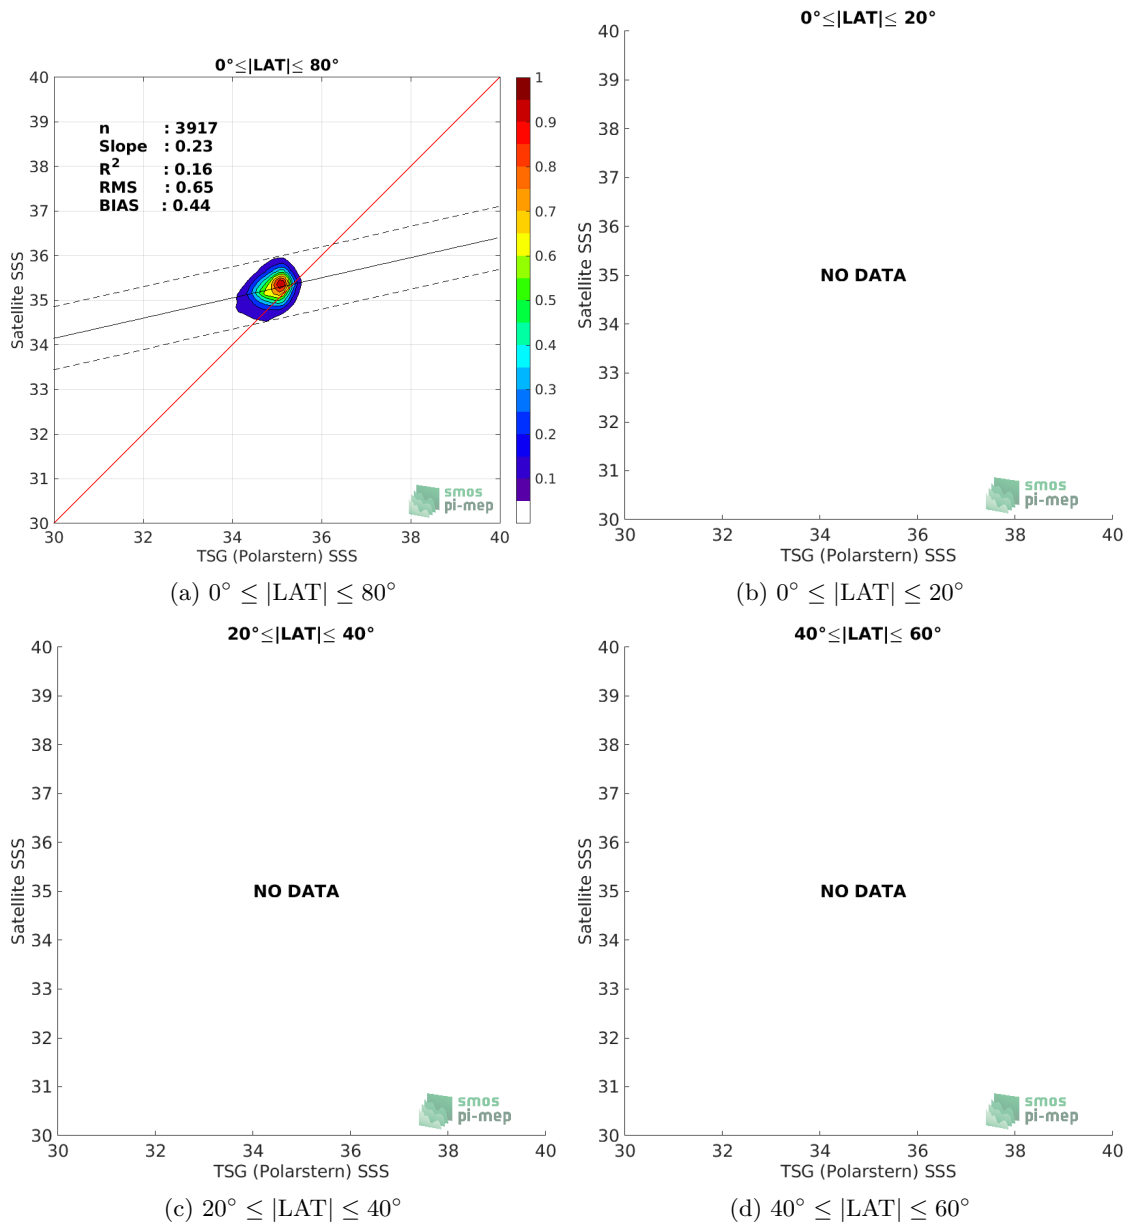 0°≤|LAT|≤ 80°
40
39
38
37
36
35
34
33
32
31
30
Satellite SSS
n : 3917
Slope : 0.23
R2 : 0.16
RMS : 0.65
BIAS : 0.44
smos
pi-mep
30 32 34 36 38 40
TSG (Polarstern) SSS
1
0.9
0.8
0.7
0.6
0.5
0.4
0.3
0.2
0.1
(a) 0° ≤ |LAT| ≤ 80°
0°≤|LAT|≤ 20°
40
39
38
37
36
35
34
33
32
31
30
Satellite SSS
NO DATA
smos
pi-mep
30 32 34 36 38 40
TSG (Polarstern) SSS
(b) 0° ≤ |LAT| ≤ 20°
20°≤|LAT|≤ 40°
40
39
38
37
36
35
34
33
32
31
30
Satellite SSS
NO DATA
smos
pi-mep
30 32 34 36 38 40
TSG (Polarstern) SSS
(c) 20° ≤ |LAT| ≤ 40°
40°≤|LAT|≤ 60°
40
39
38
37
36
35
34
33
32
31
30
Satellite SSS
NO DATA
smos
pi-mep
30 32 34 36 38 40
TSG (Polarstern) SSS
(d) 40° ≤ |LAT| ≤ 60°